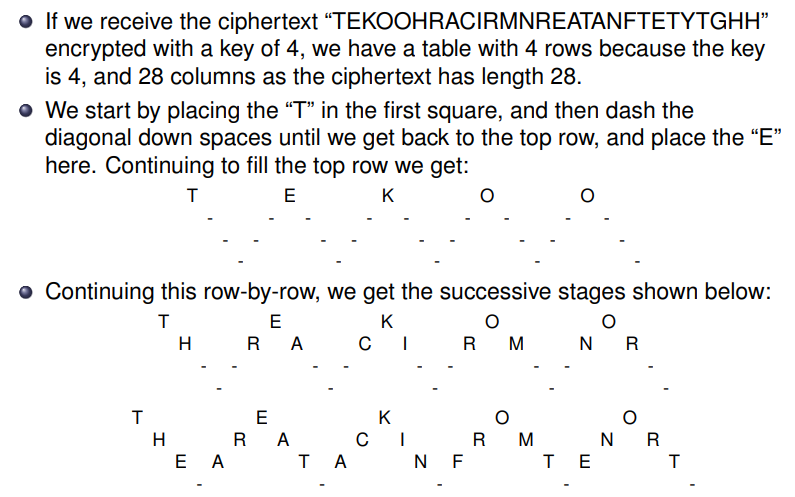 If we receive the ciphertext “TEKOOHRACIRMNREATANFTETYTGHH”
encrypted with a key of 4, we have a table with 4 rows because the key
is 4, and 28 columns as the ciphertext has length 28.
We start by placing the “T” in the first square, and then dash the
diagonal down spaces until we get back to the top row, and place the “E”
here. Continuing to fill the top row we get:
T E K O O
- - - - - - - - -
- - - - - - - - -
- - - - -
Continuing this row-by-row, we get the successive stages shown below:
T E K O O
H R A C I R M N R
- - - - - - - - -
- - - - -
T E K O O
H R A C I R M N R
E A T A N F T E T
- - - - -